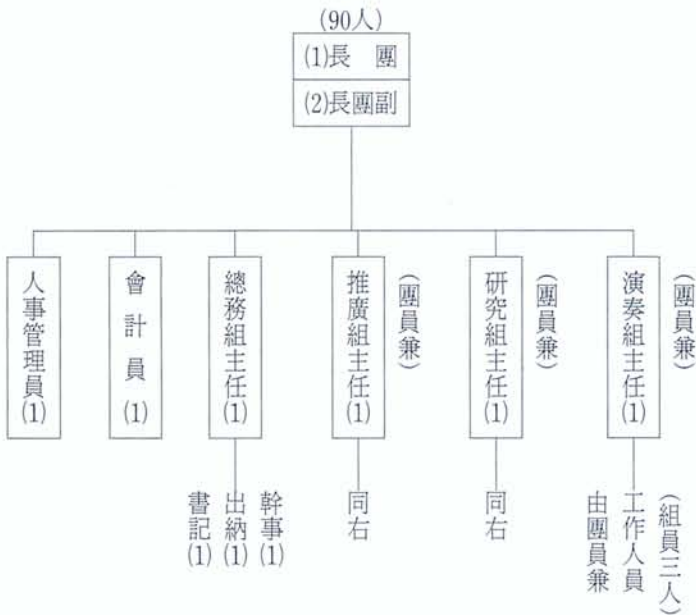 (90人)
(1)長 團
(2)長團副
演奏組主任(1)
(團員兼)
研究組主任(1)
(團員兼)
推廣組主任(1)
(團員兼)
總務組主任(1)
會計員(1)
人事管理員(1)
(組員三人)
工作人員
由團員兼
同右
同右
幹事(1)
出納(1)
書記(1)